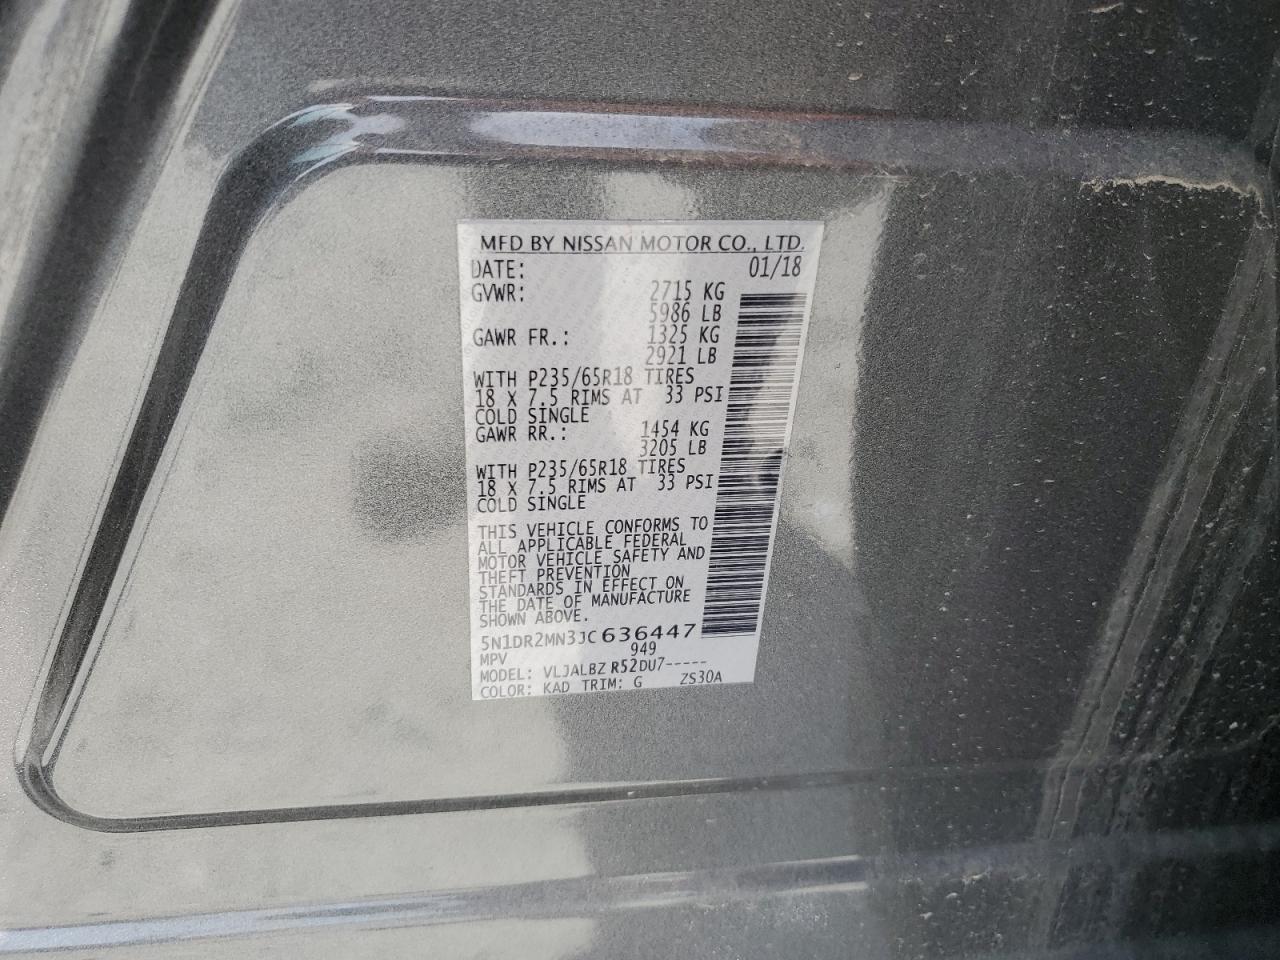 MFD BY NISSAN MOTOR CO., LTD.
DATE: 01/18
GVWR: 2715 KG
5986 LB
GAWR FR.: 1325 KG
2921 LB
WITH P235/65R18 TIRES
18 X 7.5 RIMS AT 33 PSI
COLD SINGLE
GAWR RR.: 1454 KG
3205 LB
WITH P235/65R18 TIRES
18 X 7.5 RIMS AT 33 PSI
COLD SINGLE
THIS VEHICLE CONFORMS TO
ALL APPLICABLE FEDERAL
MOTOR VEHICLE SAFETY AND
THEFT PREVENTION
STANDARDS IN EFFECT ON
THE DATE OF MANUFACTURE
SHOWN ABOVE.
5N1DR2MN3JC636447
MPV 949
MODEL: VLJALBZ R52DU7-----
COLOR: KAD TRIM: G ZS30A